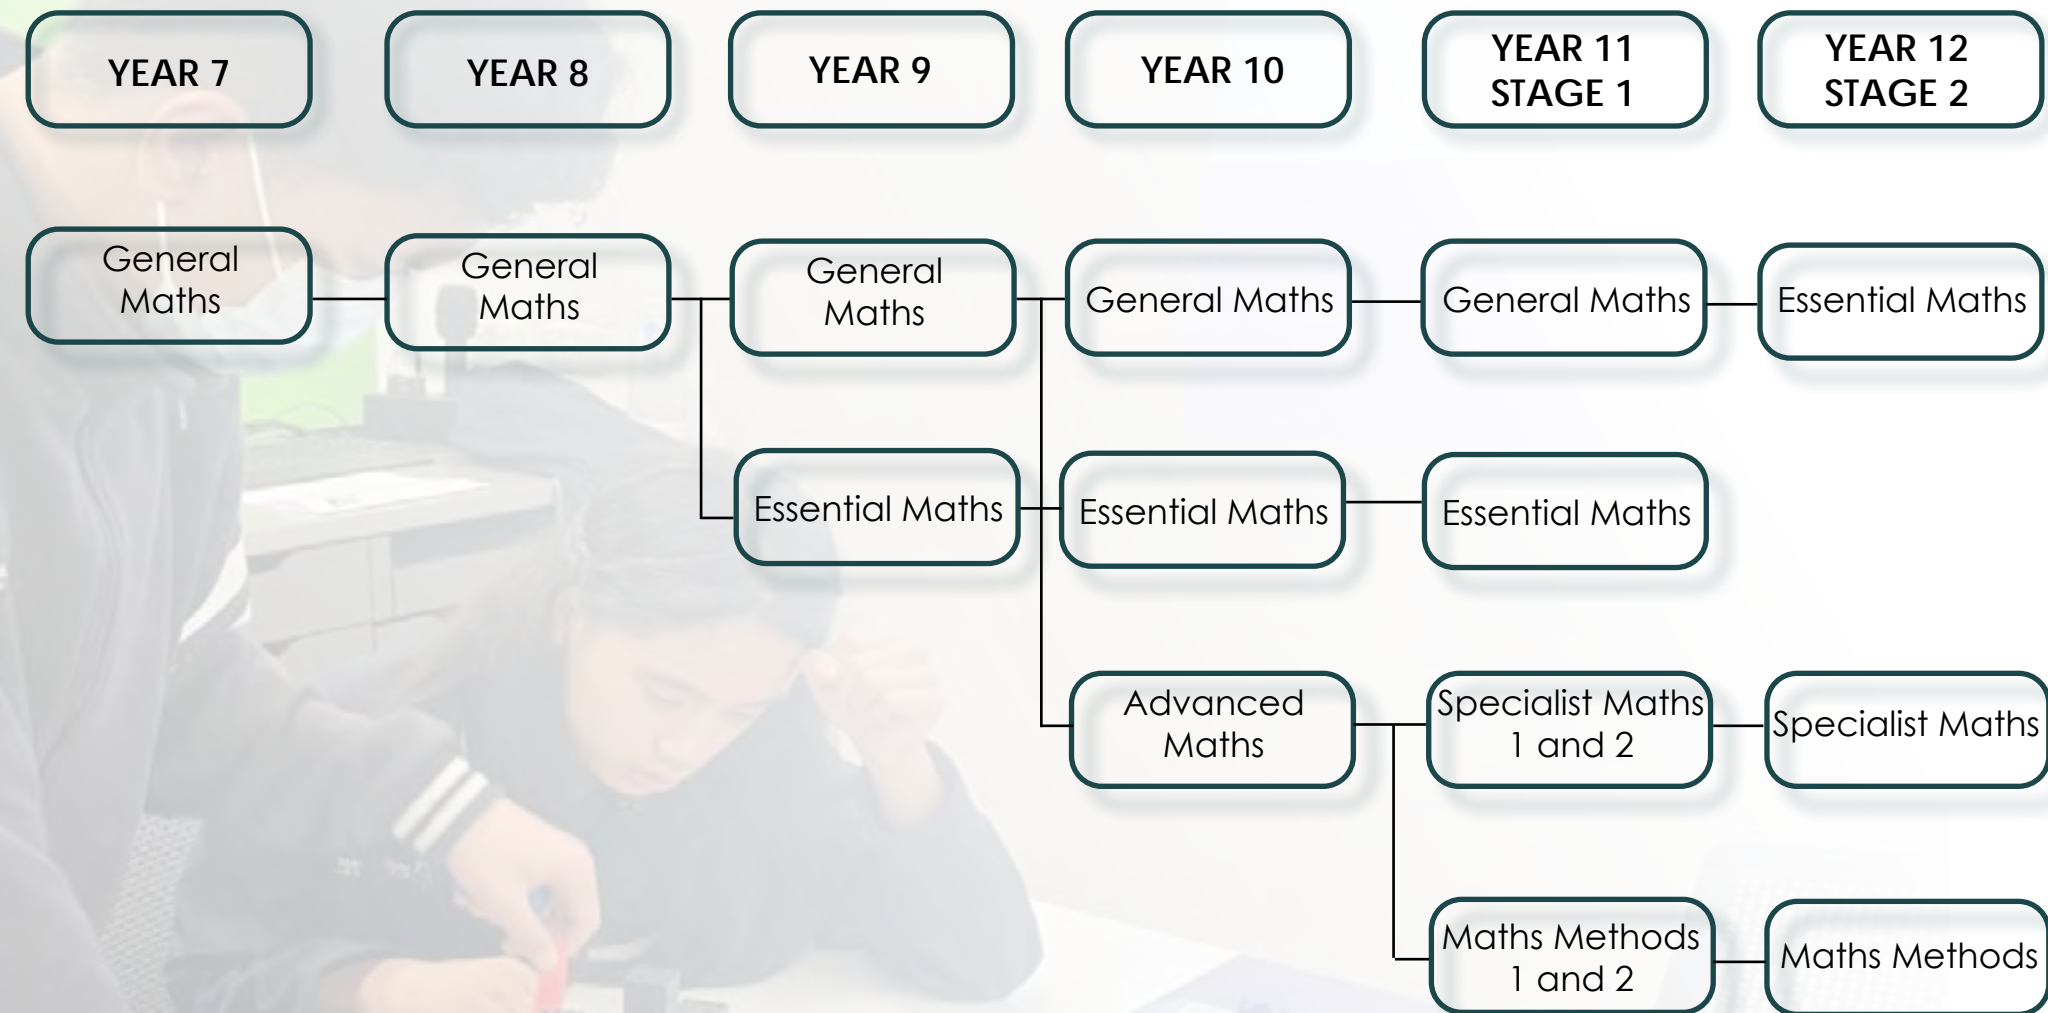 YEAR 7
YEAR 8
YEAR 9
YEAR 10
YEAR 11
STAGE 1
YEAR 12
STAGE 2
General
Maths
General
Maths
General
Maths
General Maths
General Maths
Essential Maths
Essential Maths
Essential Maths
Essential Maths
Advanced
Maths
Specialist Maths
1 and 2
Specialist Maths
Maths Methods
1 and 2
Maths Methods